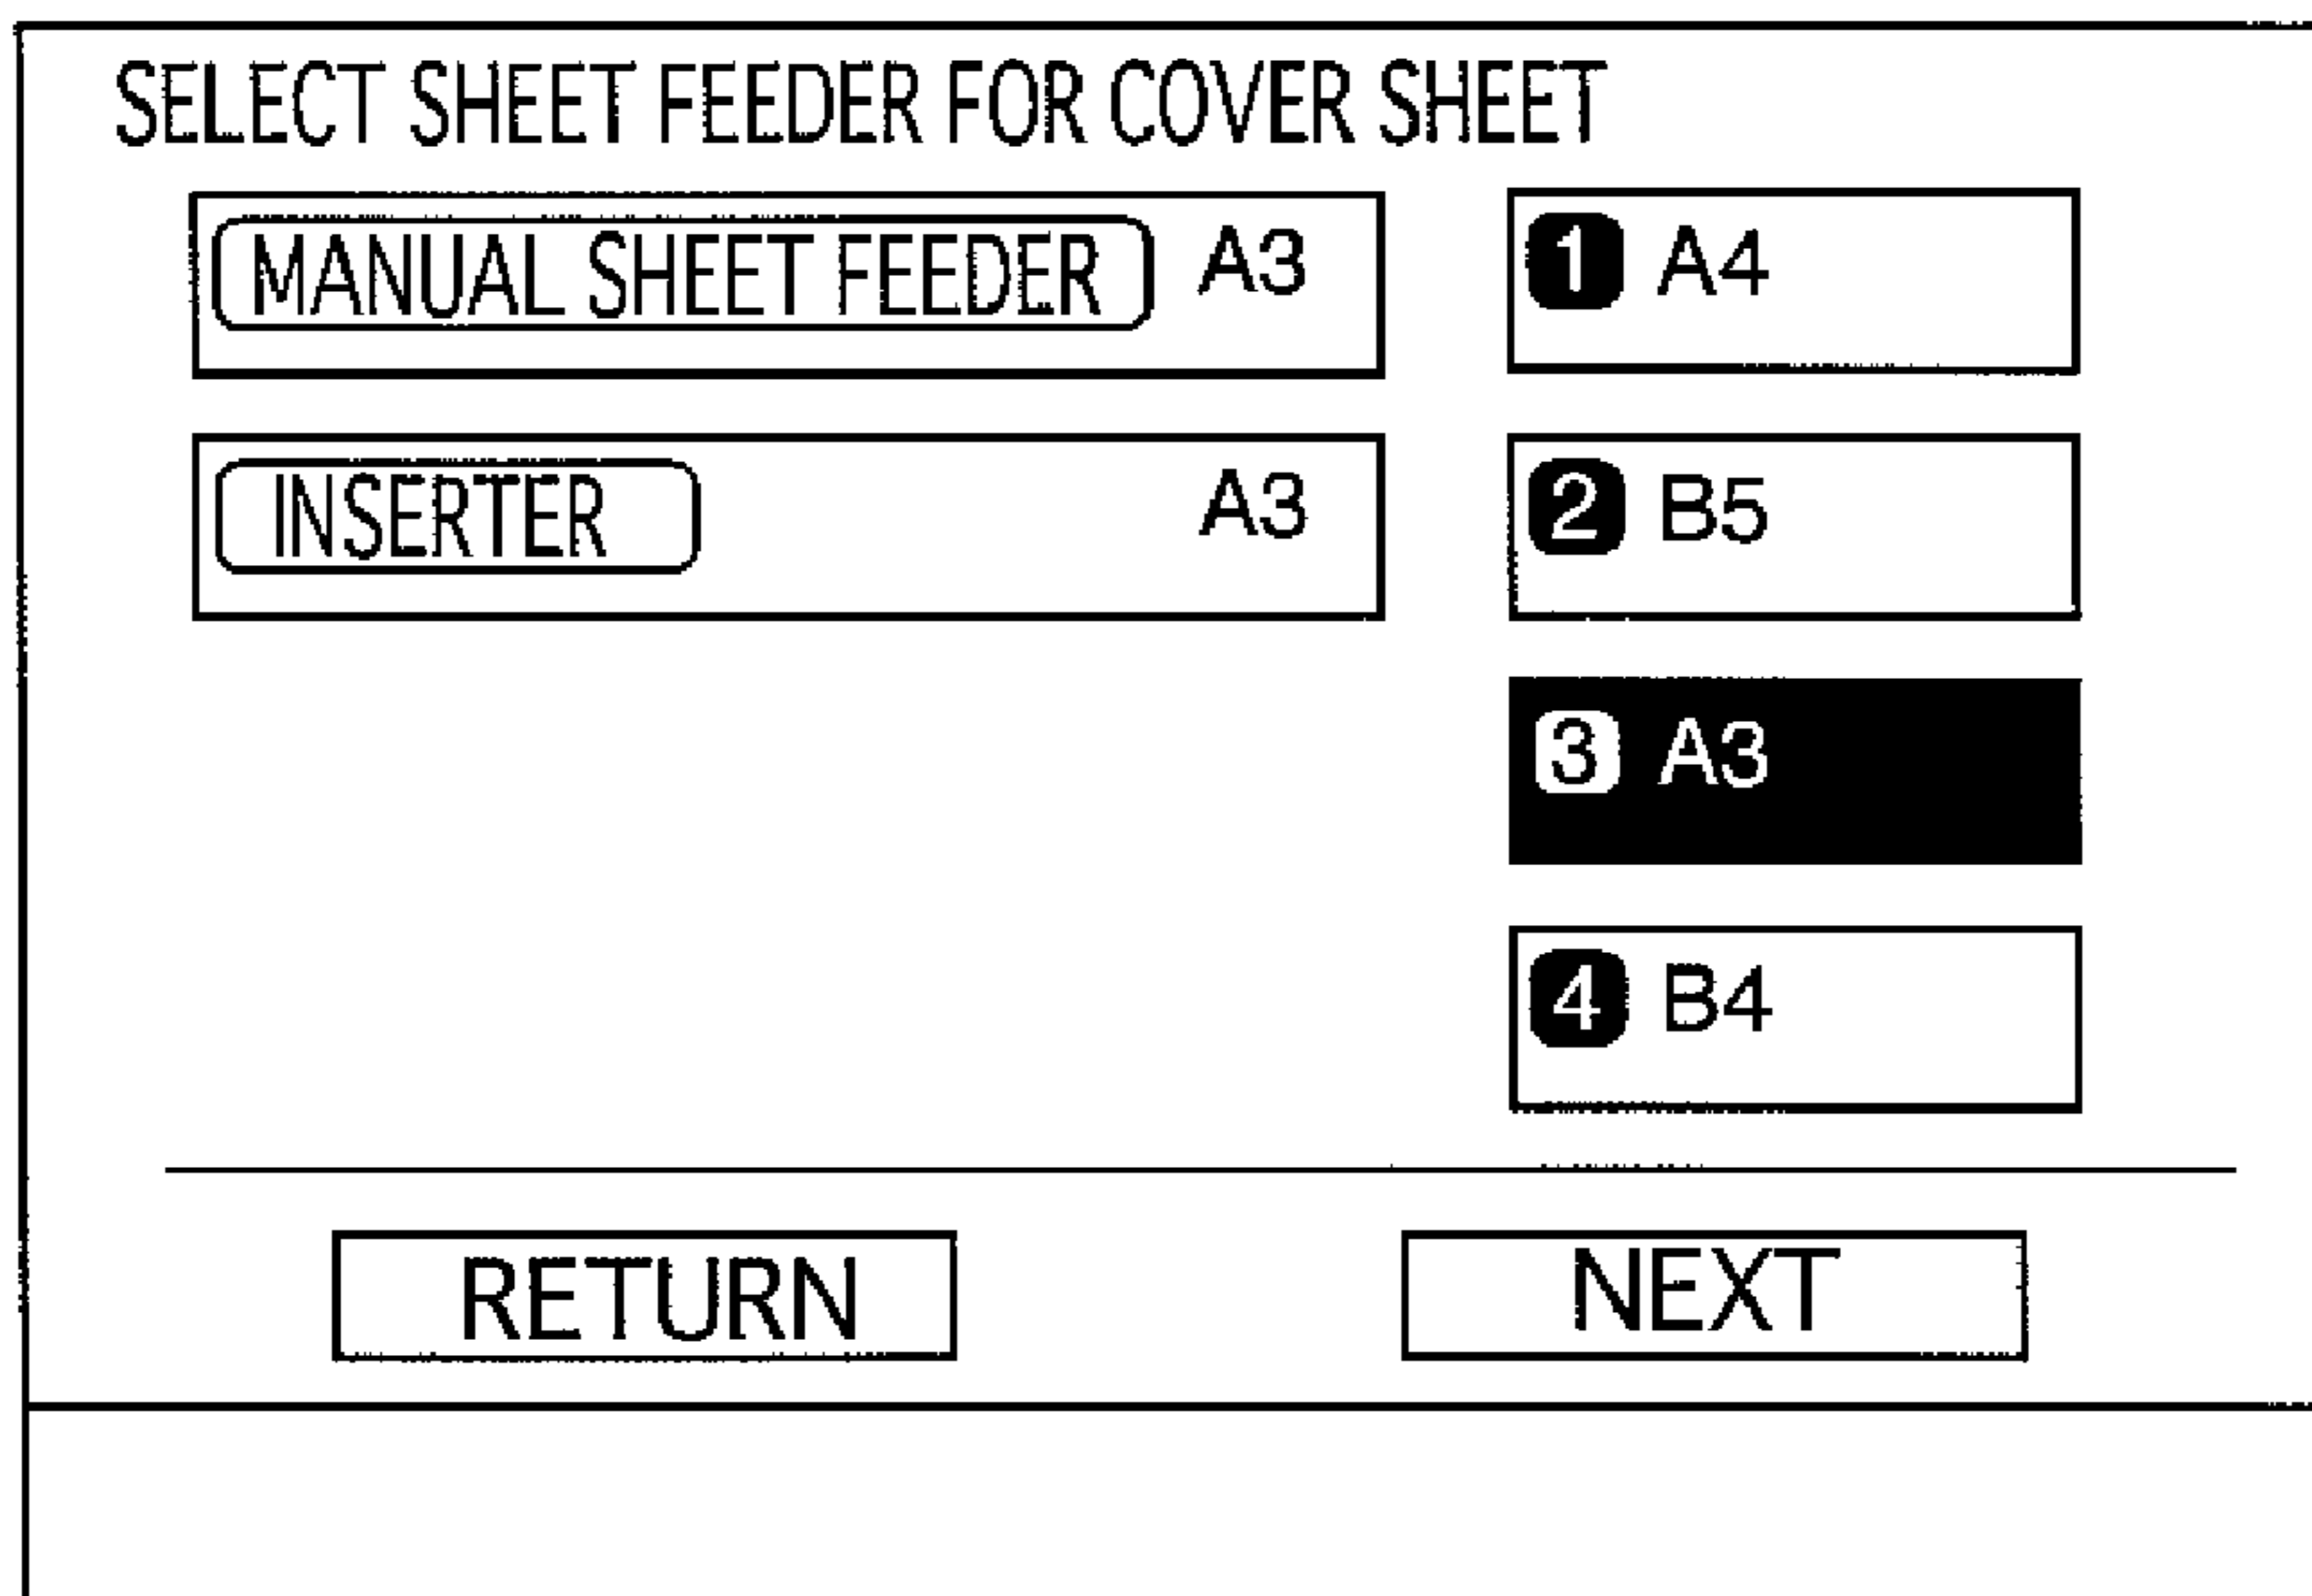 SELECT SHEET FEEDER FOR COVER SHEET
MANUAL SHEET FEEDER A3
1 A4
INSERTER A3
2 B5
3 A3
4 B4
RETURN
NEXT